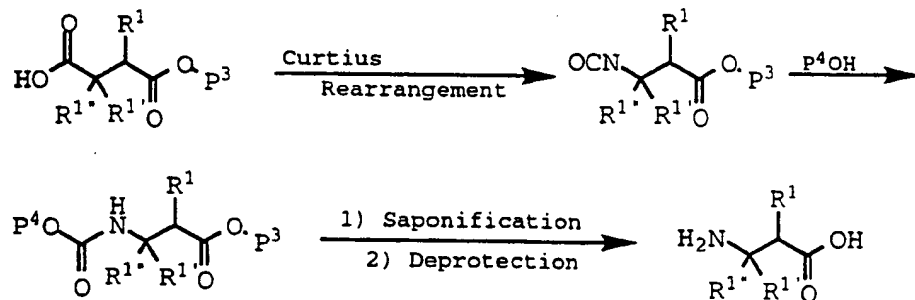 O R¹
HO O P³ O R¹" R¹'
Curtius
Rearrangement
OCN R¹ O P³ O R¹" R¹'
P⁴OH
P⁴O O H N R¹ O P³ O R¹" R¹'
1) Saponification
2) Deprotection
H₂N R¹ OH O R¹" R¹'